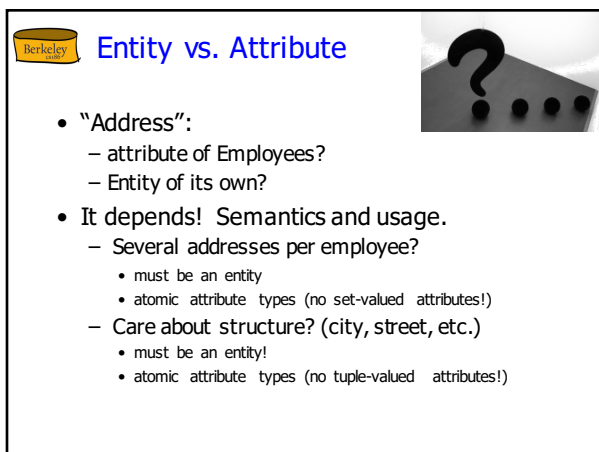 Berkeley
cs186
Entity vs. Attribute
• “Address”:
– attribute of Employees?
– Entity of its own?
• It depends! Semantics and usage.
– Several addresses per employee?
• must be an entity
• atomic attribute types (no set-valued attributes!)
– Care about structure? (city, street, etc.)
• must be an entity!
• atomic attribute types (no tuple-valued attributes!)